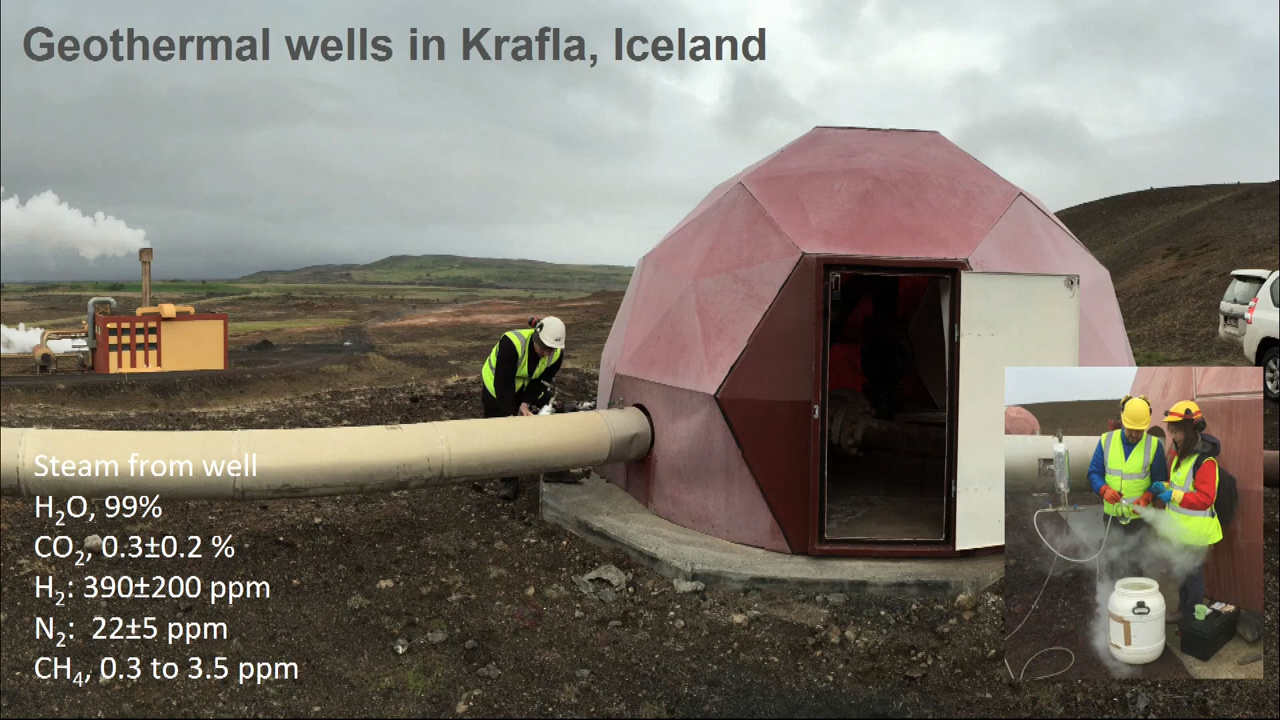 Geothermal wells in Krafla, Iceland
Steam from well
H₂O, 99%
CO₂, 0.3±0.2 %
H₂: 390±200 ppm
N₂: 22±5 ppm
CH₄, 0.3 to 3.5 ppm